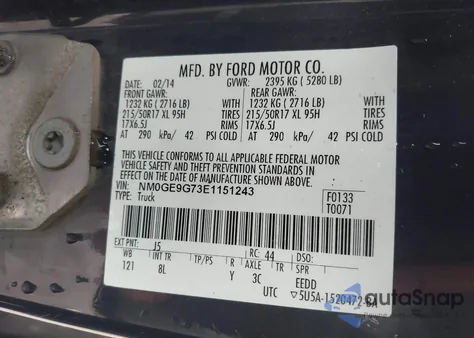 MFD. BY FORD MOTOR CO.
DATE: 02/14 GVWR: 2395 KG (5280 LB)
FRONT GAWR: REAR GAWR:
1232 KG (2716 LB) 1232 KG (2716 LB)
215/50R17 XL 95H 215/50R17 XL 95H
17X6.5J RIMS 17X6.5J RIMS
AT 290 kPa/ 42 PSI COLD AT 290 kPa/ 42 PSI COLD
THIS VEHICLE CONFORMS TO ALL APPLICABLE FEDERAL MOTOR
VEHICLE SAFETY AND THEFT PREVENTION STANDARDS IN
EFFECT ON THE DATE OF MANUFACTURE SHOWN ABOVE.
VIN: NM0GE9G73E1151243 F0133
TYPE: Truck T0071
EXT PNT: J5 RC: 44 DSO:
WB INT TR TP/PS R AXLE TR SPR
121 8L Y 3C EEDD
UTC 5U5A-1520472-BA
autoSnap